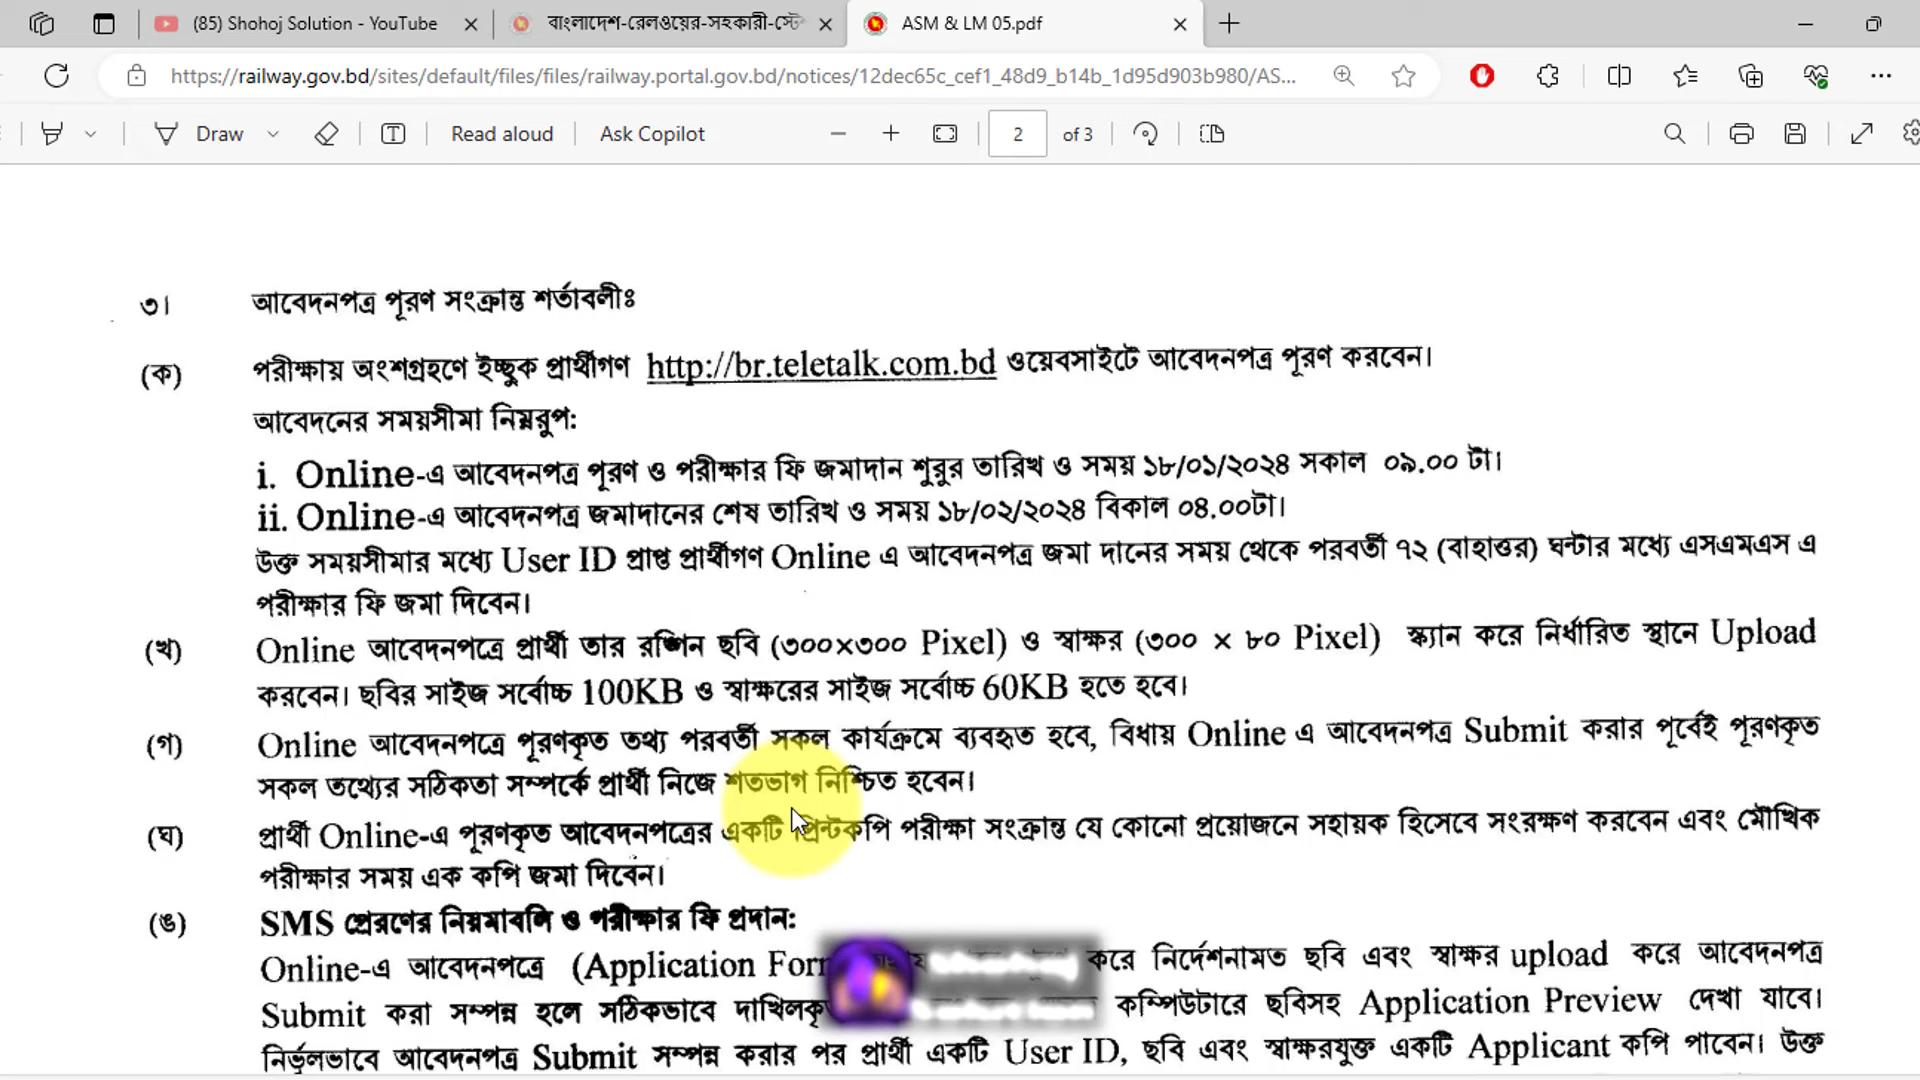 (85) Shohoj Solution - YouTube
বাংলাদেশ-রেলওয়ের-সহকারী-স্টে
ASM & LM 05.pdf
https://railway.gov.bd/sites/default/files/files/railway.portal.gov.bd/notices/12dec65c_cef1_48d9_b14b_1d95d903b980/AS...
Draw
Read aloud
Ask Copilot
2 of 3
৩। আবেদনপত্র পূরণ সংক্রান্ত শর্তাবলীঃ
(ক) পরীক্ষায় অংশগ্রহণে ইচ্ছুক প্রার্থীগণ http://br.teletalk.com.bd ওয়েবসাইটে আবেদনপত্র পূরণ করবেন।
আবেদনের সময়সীমা নিম্নরুপ:
i. Online-এ আবেদনপত্র পূরণ ও পরীক্ষার ফি জমাদান শুরুর তারিখ ও সময় ১৮/০১/২০২৪ সকাল ০৯.০০ টা।
ii. Online-এ আবেদনপত্র জমাদানের শেষ তারিখ ও সময় ১৮/০২/২০২৪ বিকাল ০৪.০০টা।
উক্ত সময়সীমার মধ্যে User ID প্রাপ্ত প্রার্থীগণ Online এ আবেদনপত্র জমা দানের সময় থেকে পরবর্তী ৭২ (বাহাত্তর) ঘন্টার মধ্যে এসএমএস এ
পরীক্ষার ফি জমা দিবেন।
(খ) Online আবেদনপত্রে প্রার্থী তার রঙ্গিন ছবি (৩০০x৩০০ Pixel) ও স্বাক্ষর (৩০০ × ৮০ Pixel) স্ক্যান করে নির্ধারিত স্থানে Upload
করবেন। ছবির সাইজ সর্বোচ্চ 100KB ও স্বাক্ষরের সাইজ সর্বোচ্চ 60KB হতে হবে।
(গ) Online আবেদনপত্রে পূরণকৃত তথ্য পরবর্তী সকল কার্যক্রমে ব্যবহৃত হবে, বিধায় Online এ আবেদনপত্র Submit করার পূর্বেই পূরণকৃত
সকল তথ্যের সঠিকতা সম্পর্কে প্রার্থী নিজে শতভাগ নিশ্চিত হবেন।
(ঘ) প্রার্থী Online-এ পূরণকৃত আবেদনপত্রের একটি প্রিন্টকপি পরীক্ষা সংক্রান্ত যে কোনো প্রয়োজনে সহায়ক হিসেবে সংরক্ষণ করবেন এবং মৌখিক
পরীক্ষার সময় এক কপি জমা দিবেন।
(ঙ) SMS প্রেরণের নিয়মাবলি ও পরীক্ষার ফি প্রদান:
Online-এ আবেদনপত্রে (Application Form করে নির্দেশনামত ছবি এবং স্বাক্ষর upload করে আবেদনপত্র
Submit করা সম্পন্ন হলে সঠিকভাবে কম্পিউটারে ছবিসহ Application Preview দেখা যাবে।
নির্ভুলভাবে আবেদনপত্র Submit সম্পন্ন করার পর প্রার্থী একটি User ID, ছবি এবং স্বাক্ষরযুক্ত একটি Applicant কপি পাবেন। উক্ত